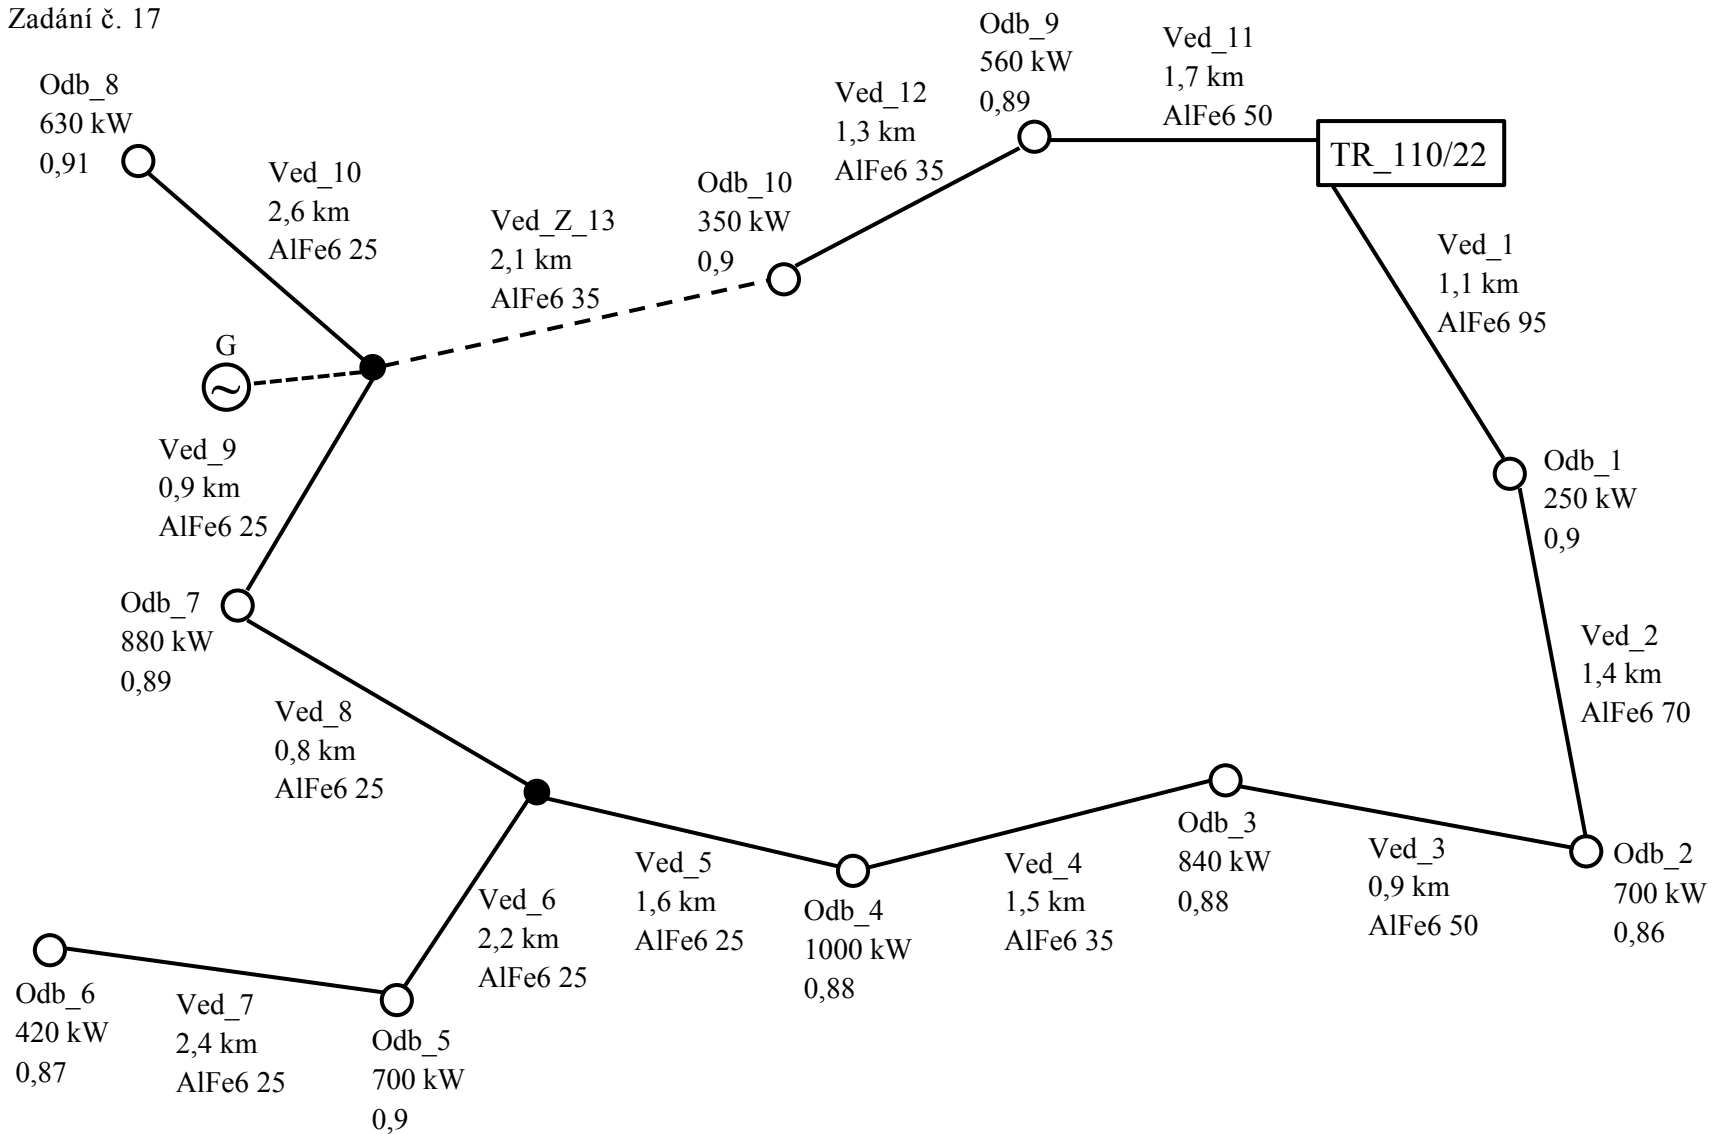 Zadání č. 17
Odb_9
560 kW
0,89
Ved_11
1,7 km
AlFe6 50
Odb_8
630 kW
0,91
Ved_12
1,3 km
AlFe6 35
TR_110/22
Ved_10
2,6 km
AlFe6 25
Odb_10
350 kW
0,9
Ved_Z_13
2,1 km
AlFe6 35
Ved_1
1,1 km
AlFe6 95
G
~
Ved_9
0,9 km
AlFe6 25
Odb_1
250 kW
0,9
Odb_7
880 kW
0,89
Ved_2
1,4 km
AlFe6 70
Ved_8
0,8 km
AlFe6 25
Odb_3
840 kW
0,88
Ved_3
0,9 km
AlFe6 50
Odb_2
700 kW
0,86
Ved_5
1,6 km
AlFe6 25
Ved_4
1,5 km
AlFe6 35
Ved_6
2,2 km
AlFe6 25
Odb_4
1000 kW
0,88
Odb_6
420 kW
0,87
Ved_7
2,4 km
AlFe6 25
Odb_5
700 kW
0,9